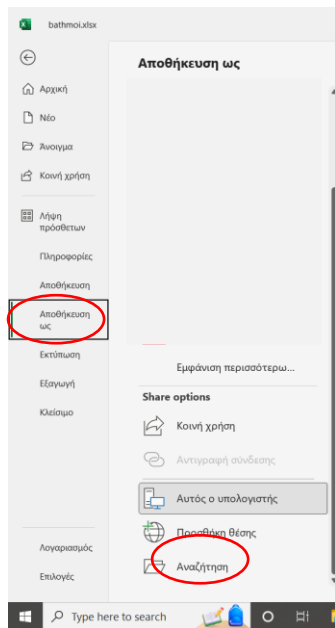 bathmoi.xlsx
Αποθήκευση ως
Αρχική
Νέο
Άνοιγμα
Κοινή χρήση
Λήψη
πρόσθετων
Πληροφορίες
Αποθήκευση
Αποθήκευση
ως
Εκτύπωση
Εξαγωγή
Κλείσιμο
Εμφάνιση περισσότερω...
Share options
Κοινή χρήση
Αντιγραφή σύνδεσης
Αυτός ο υπολογιστής
Προσθήκη θέσης
Αναζήτηση
Λογαριασμός
Επιλογές
Type here to search